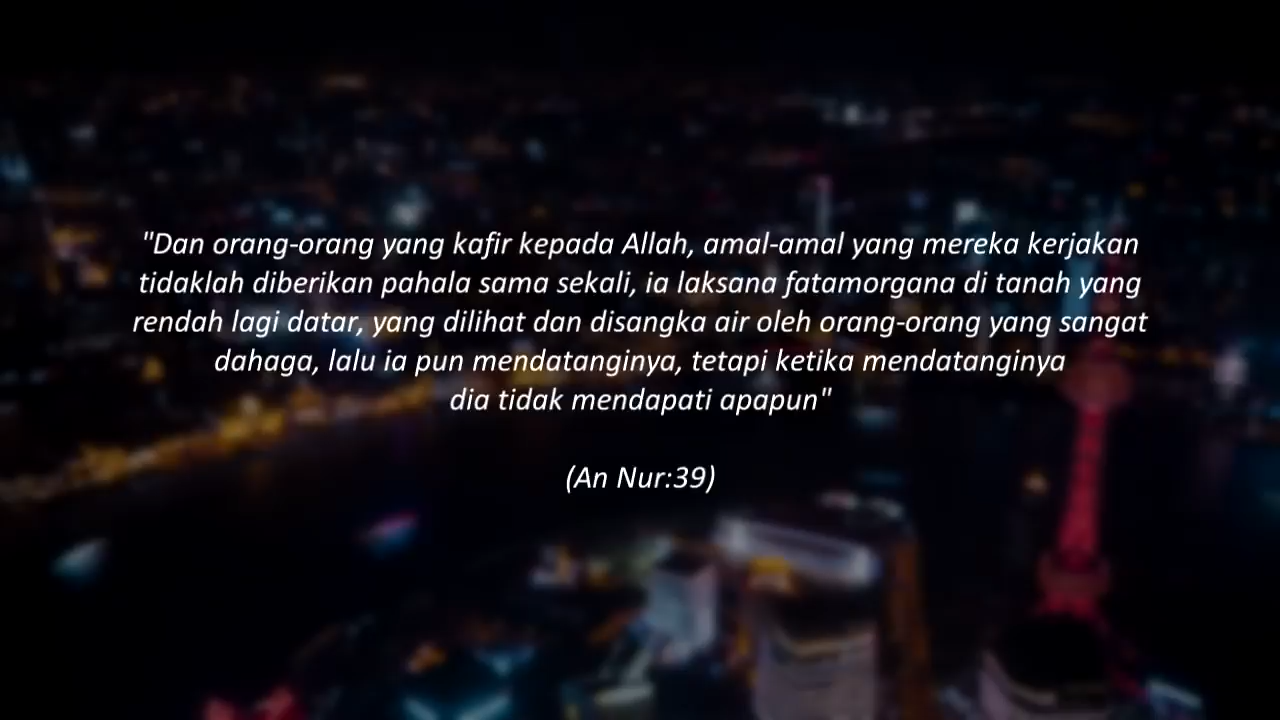 "Dan orang-orang yang kafir kepada Allah, amal-amal yang mereka kerjakan
tidaklah diberikan pahala sama sekali, ia laksana fatamorgana di tanah yang
rendah lagi datar, yang dilihat dan disangka air oleh orang-orang yang sangat
dahaga, lalu ia pun mendatanginya, tetapi ketika mendatanginya
dia tidak mendapati apapun"
(An Nur:39)